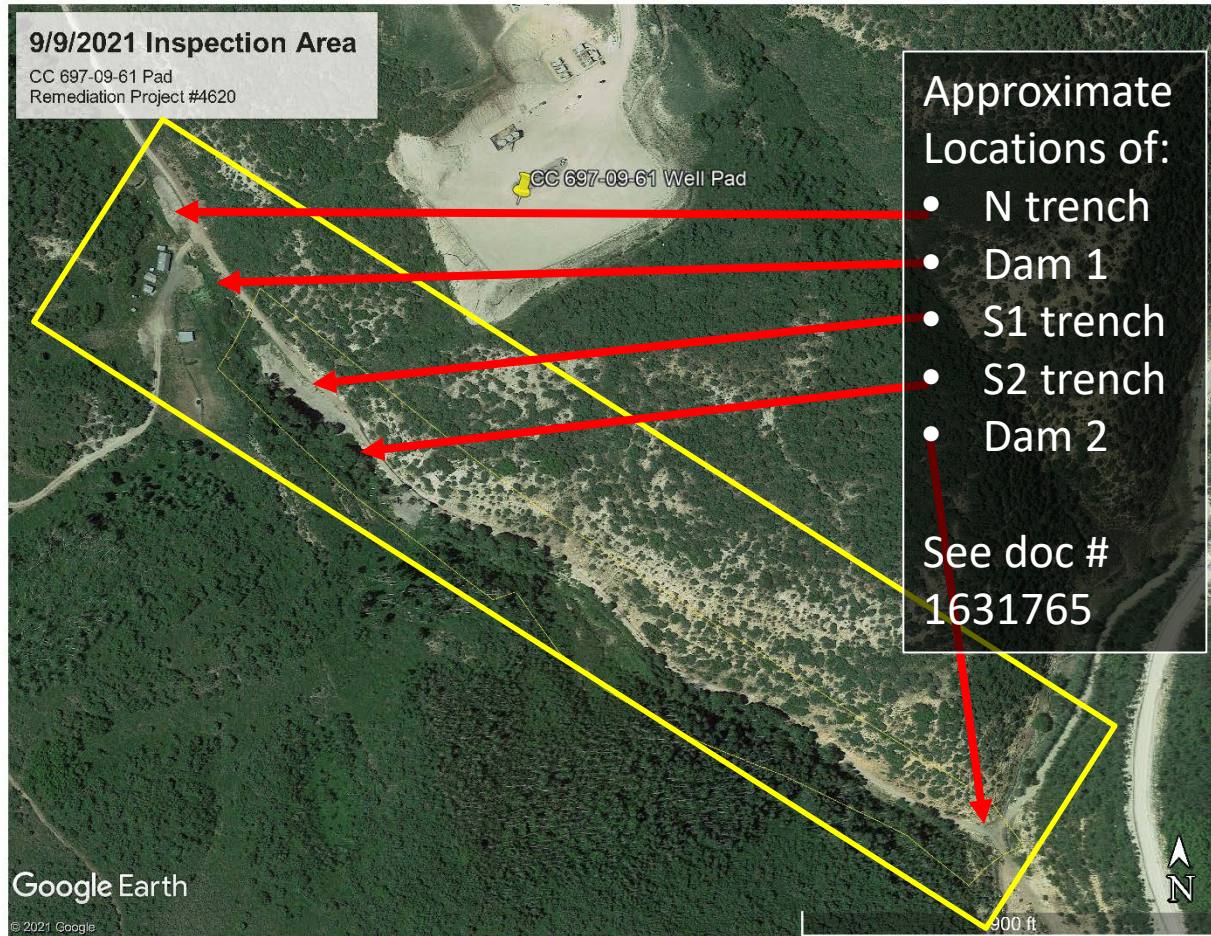 9/9/2021 Inspection Area
CC 697-09-61 Pad
Remediation Project #4620
CC 697-09-61 Well Pad
Approximate
Locations of:
• N trench
• Dam 1
• S1 trench
• S2 trench
• Dam 2
See doc #
1631765
Google Earth
© 2021 Google
900 ft
N